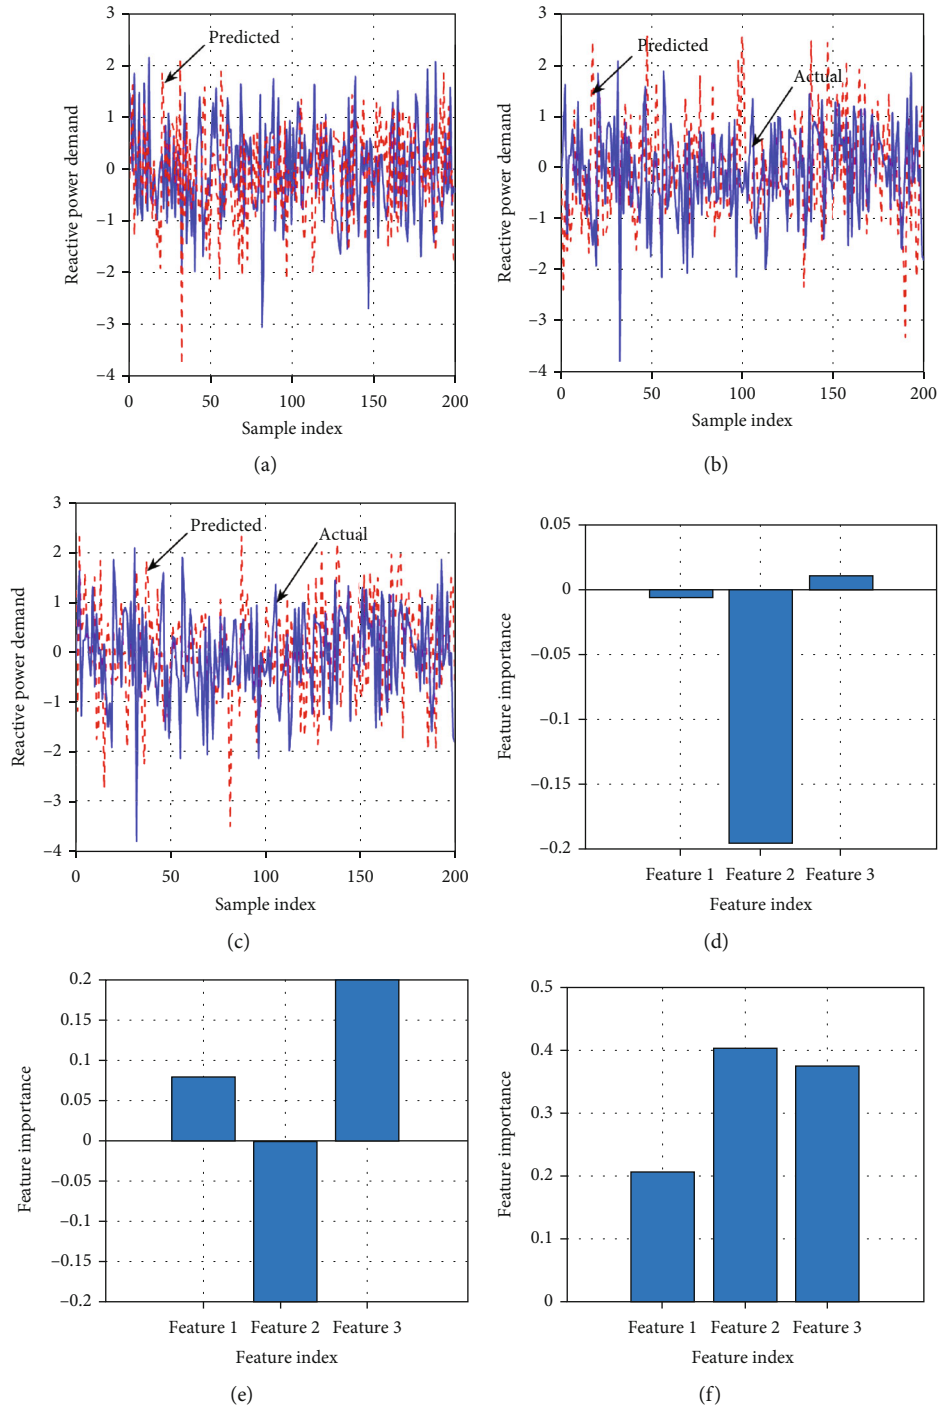 3
2
1
0
−1
−2
−3
−4
Reactive power demand
Predicted
0 50 100 150 200
Sample index
(a)
3
2
1
0
−1
−2
−3
−4
Reactive power demand
Predicted
Actual
0 50 100 150 200
Sample index
(b)
3
2
1
0
−1
−2
−3
−4
Reactive power demand
Predicted
Actual
0 50 100 150 200
Sample index
(c)
0.05
0
−0.05
−0.1
−0.15
−0.2
Feature importance
Feature 1 Feature 2 Feature 3
Feature index
(d)
0.2
0.15
0.1
0.05
0
−0.05
−0.1
−0.15
−0.2
Feature importance
Feature 1 Feature 2 Feature 3
Feature index
(e)
0.5
0.4
0.3
0.2
0.1
0
Feature importance
Feature 1 Feature 2 Feature 3
Feature index
(f)